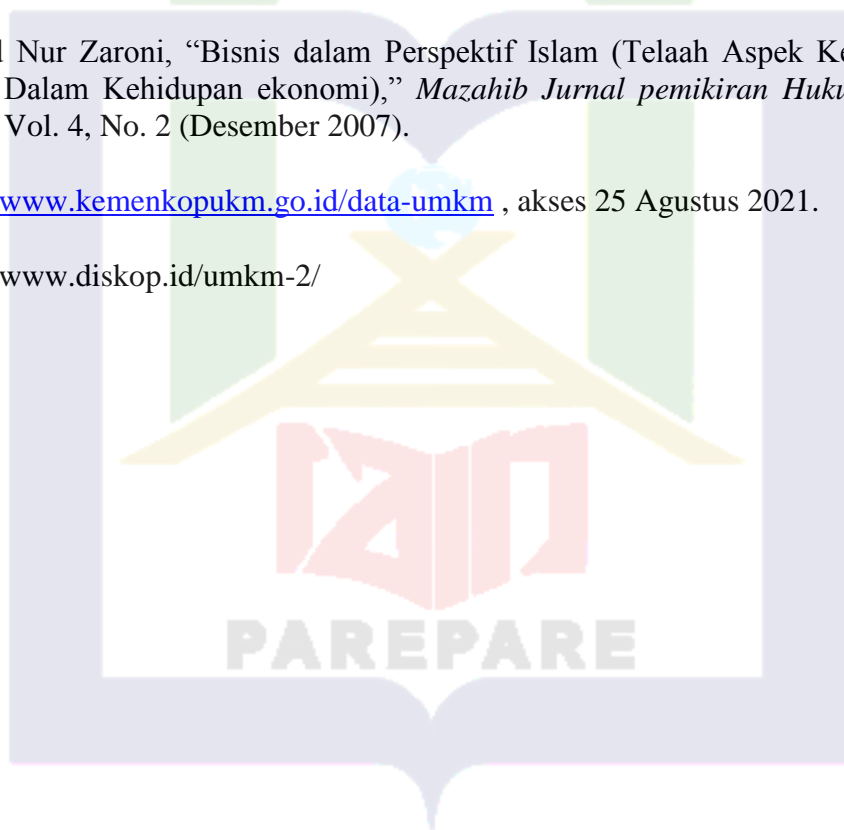 Nur Zaroni, “Bisnis dalam Perspektif Islam (Telaah Aspek Ke
Dalam Kehidupan ekonomi),” Mazahib Jurnal pemikiran Huku
Vol. 4, No. 2 (Desember 2007).
www.kemenkopukm.go.id/data-umkm , akses 25 Agustus 2021.
www.diskop.id/umkm-2/
iain
PAREPARE